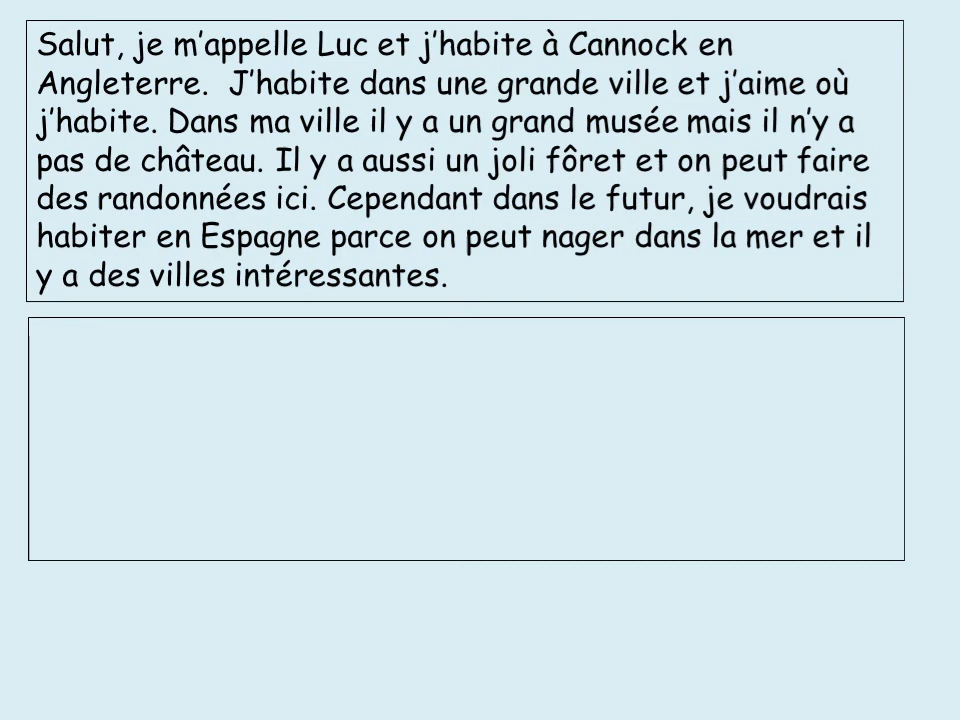 Salut, je m’appelle Luc et j’habite à Cannock en
Angleterre.  J’habite dans une grande ville et j’aime où
j’habite. Dans ma ville il y a un grand musée mais il n’y a
pas de château. Il y a aussi un joli fôret et on peut faire
des randonnées ici. Cependant dans le futur, je voudrais
habiter en Espagne parce on peut nager dans la mer et il
y a des villes intéressantes.